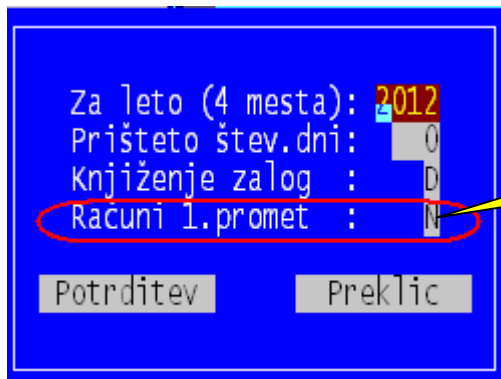 Za leto (4 mesta): 2012
Prišteto štev.dni: 0
Knjiženje zalog : D
Računi 1.promet : N
Potrditev Preklic